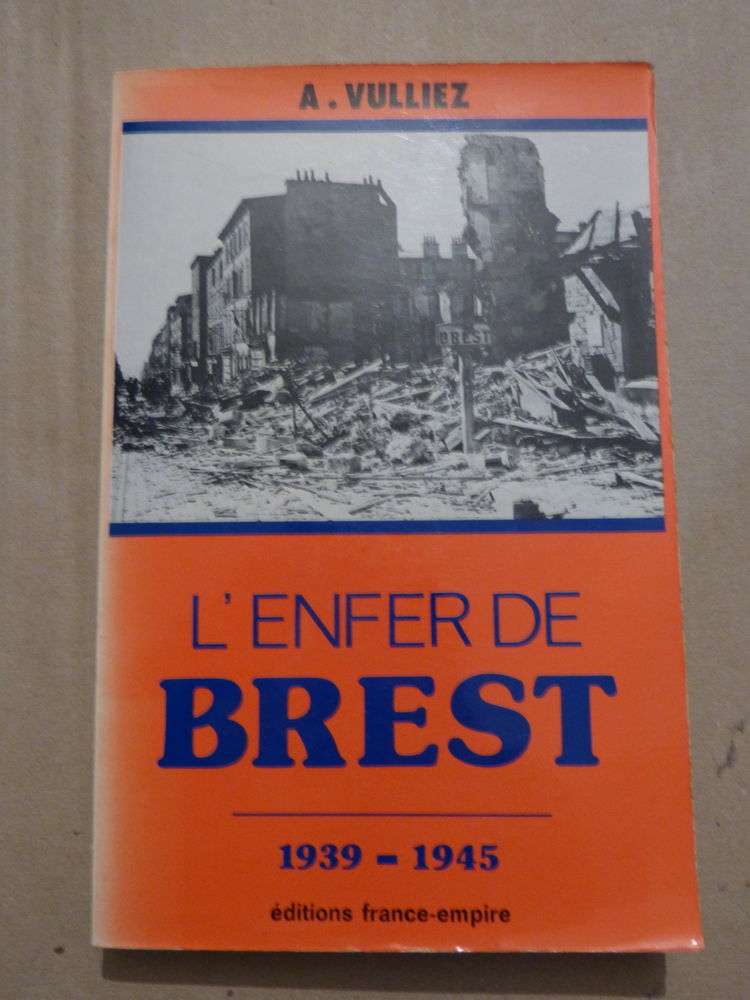 A. VULLIEZ
BREST
L'ENFER DE
BREST
1939 - 1945
éditions france-empire